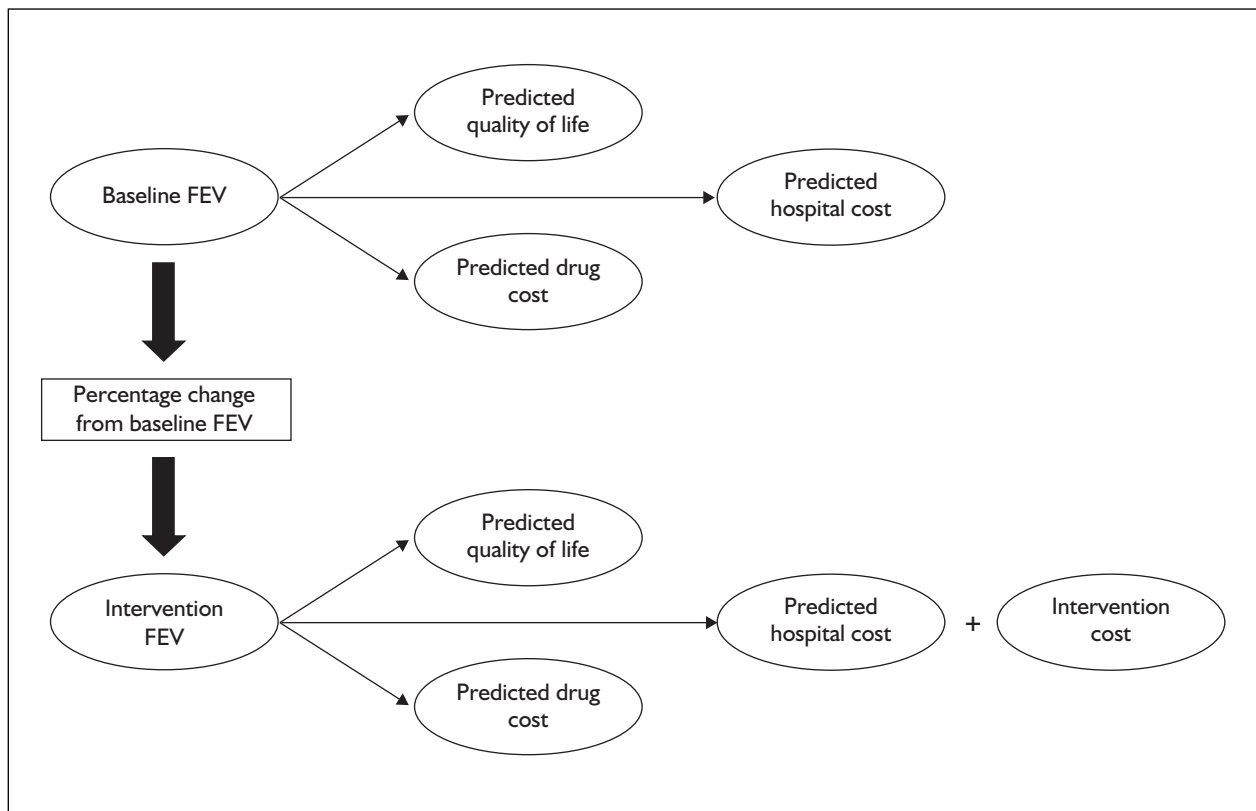 Predicted
quality of life
Baseline FEV
Predicted
hospital cost
Predicted drug
cost
Percentage change
from baseline FEV
Predicted
quality of life
Intervention
FEV
Predicted
hospital cost
+
Intervention
cost
Predicted drug
cost